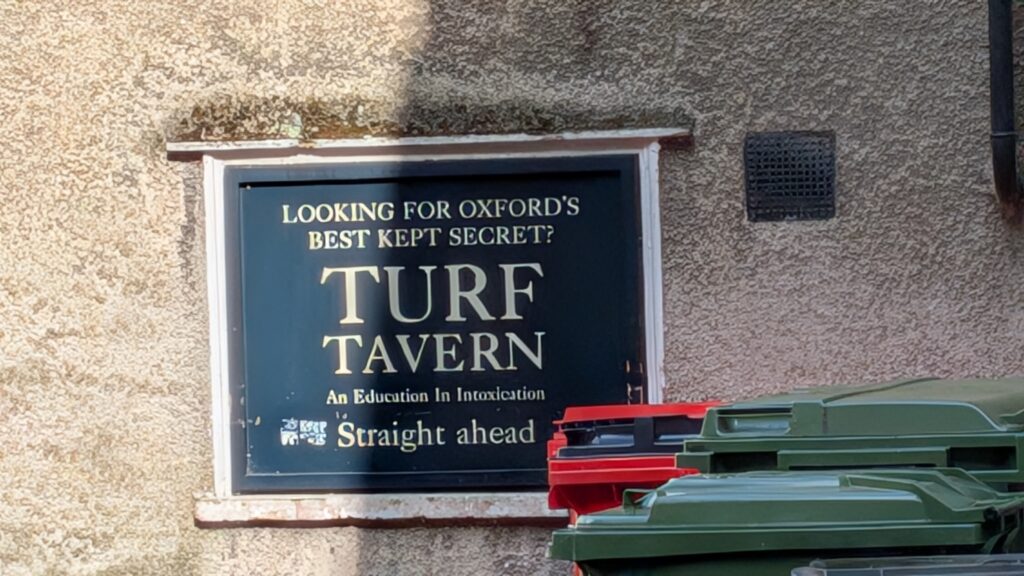 LOOKING FOR OXFORD'S
BEST KEPT SECRET?
TURF
TAVERN
An Education In Intoxication
Straight ahead